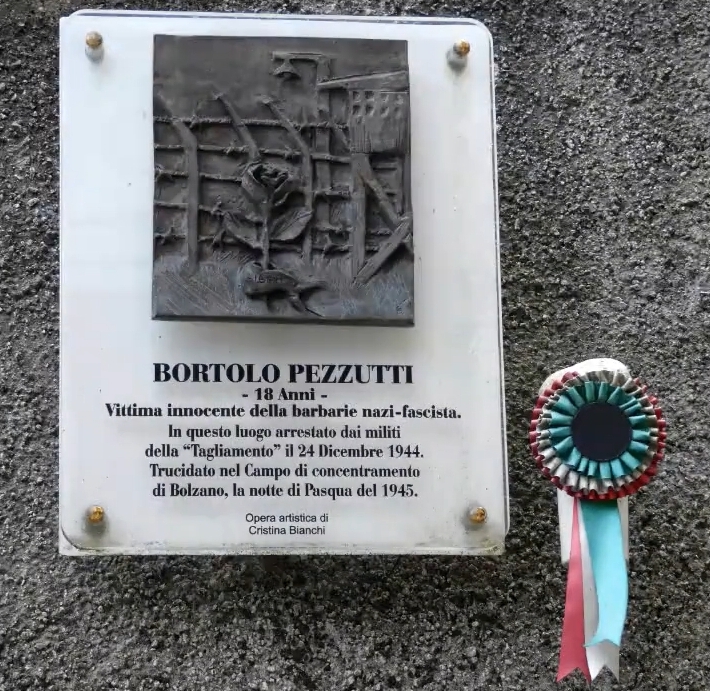 BORTOLO PEZZUTTI
- 18 Anni -
Vittima innocente della barbarie nazi-fascista.
In questo luogo arrestato dai militi
della “Tagliamento” il 24 Dicembre 1944.
Trucidato nel Campo di concentramento
di Bolzano, la notte di Pasqua del 1945.
Opera artistica di
Cristina Bianchi